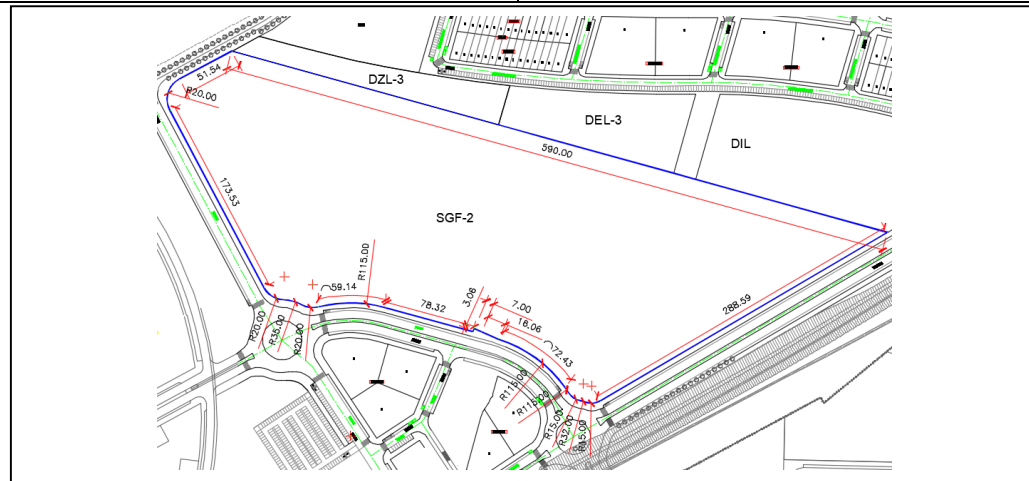 51.54
DZL-3
R20.00
DEL-3
DIL
590.00
173.53
SGF-2
R115.00
59.14
3.06
7.00
78.32
16.06
288.59
72.43
R20.00
R35.00
R20.00
R115.00
R115.00
R15.00
R32.00
R15.00